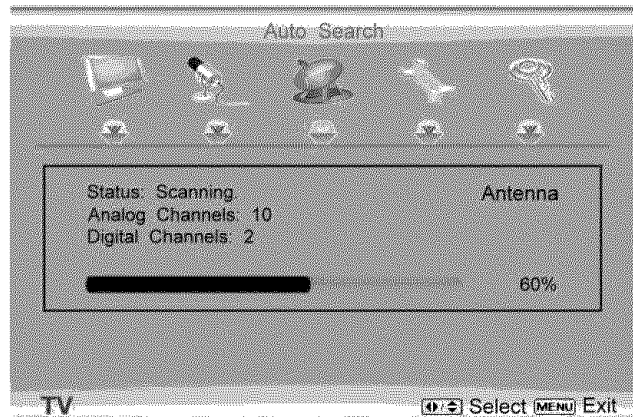 Auto Search
Status: Scanning
Antenna
Analog Channels: 10
Digital Channels: 2
60%
TV
Select MENU Exit